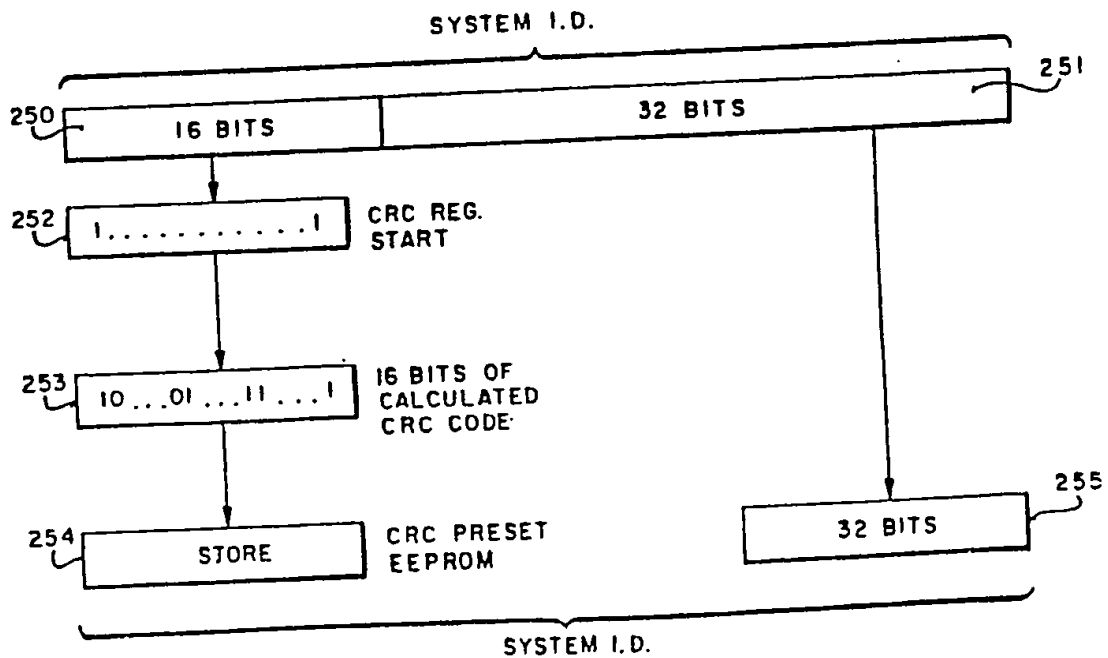 SYSTEM I.D.
250
16 BITS
32 BITS
251
252
1...........1
CRC REG.
START
253
10...01...11...1
16 BITS OF
CALCULATED
CRC CODE
254
STORE
CRC PRESET
EEPROM
32 BITS
255
SYSTEM I.D.